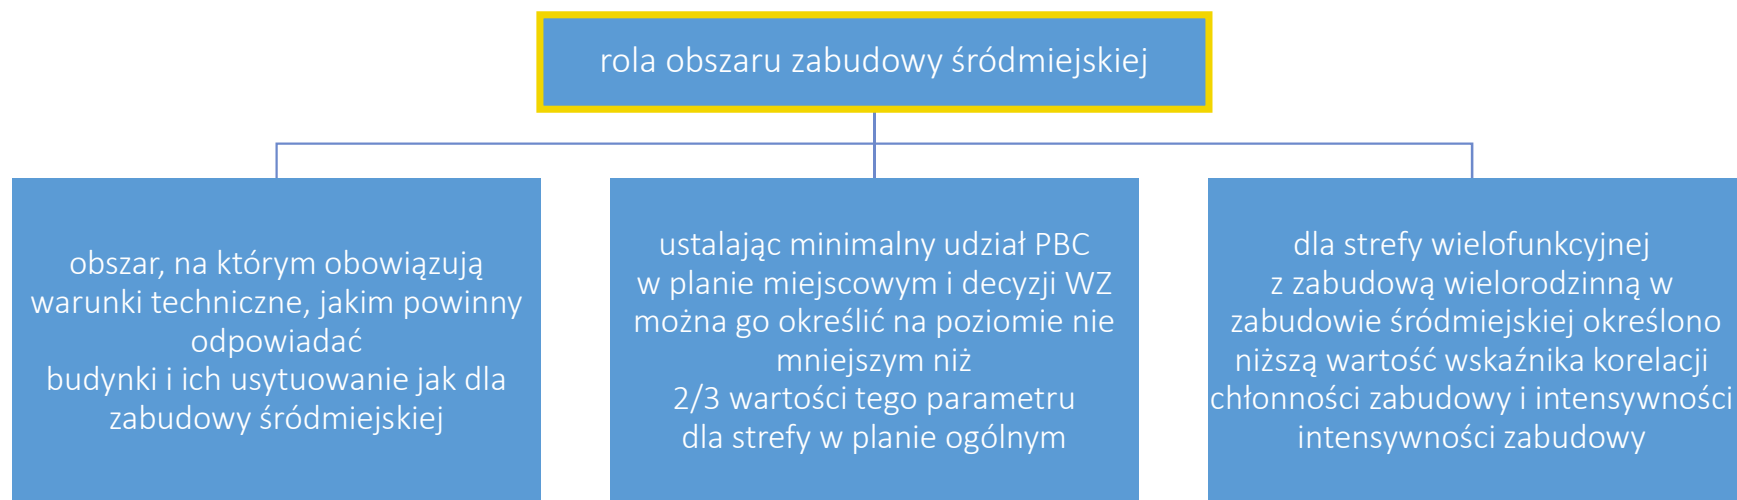 rola obszaru zabudowy śródmiejskiej
obszar, na którym obowiązują
warunki techniczne, jakim powinny
odpowiadać
budynki i ich usytuowanie jak dla
zabudowy śródmiejskiej
ustalając minimalny udział PBC
w planie miejscowym i decyzji WZ
można go określić na poziomie nie
mniejszym niż
2/3 wartości tego parametru
dla strefy w planie ogólnym
dla strefy wielofunkcyjnej
z zabudową wielorodzinną w
zabudowie śródmiejskiej określono
niższą wartość wskaźnika korelacji
chłonności zabudowy i intensywności
intensywności zabudowy